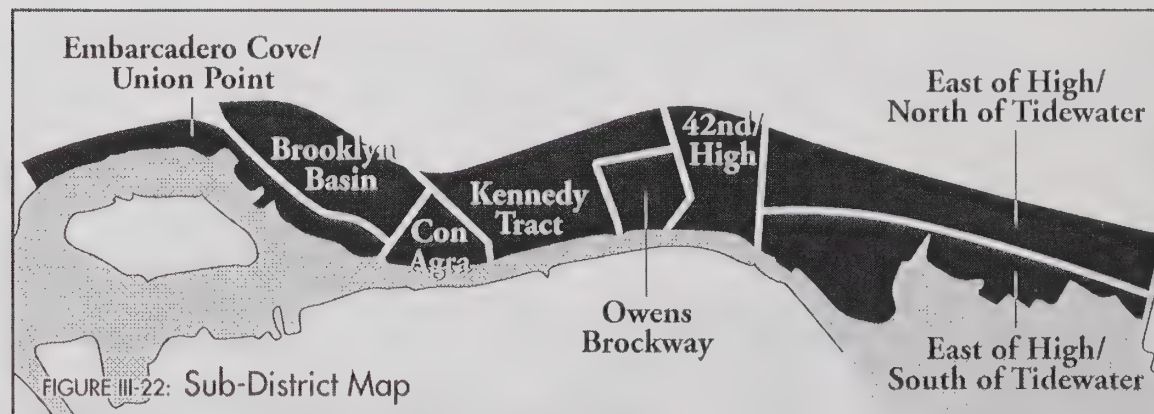 Embarcadero Cove/
Union Point
Brooklyn
Basin
Con
Agra
Kennedy
Tract
42nd/
High
Owens
Brockway
East of High/
North of Tidewater
East of High/
South of Tidewater
FIGURE III-22: Sub-District Map